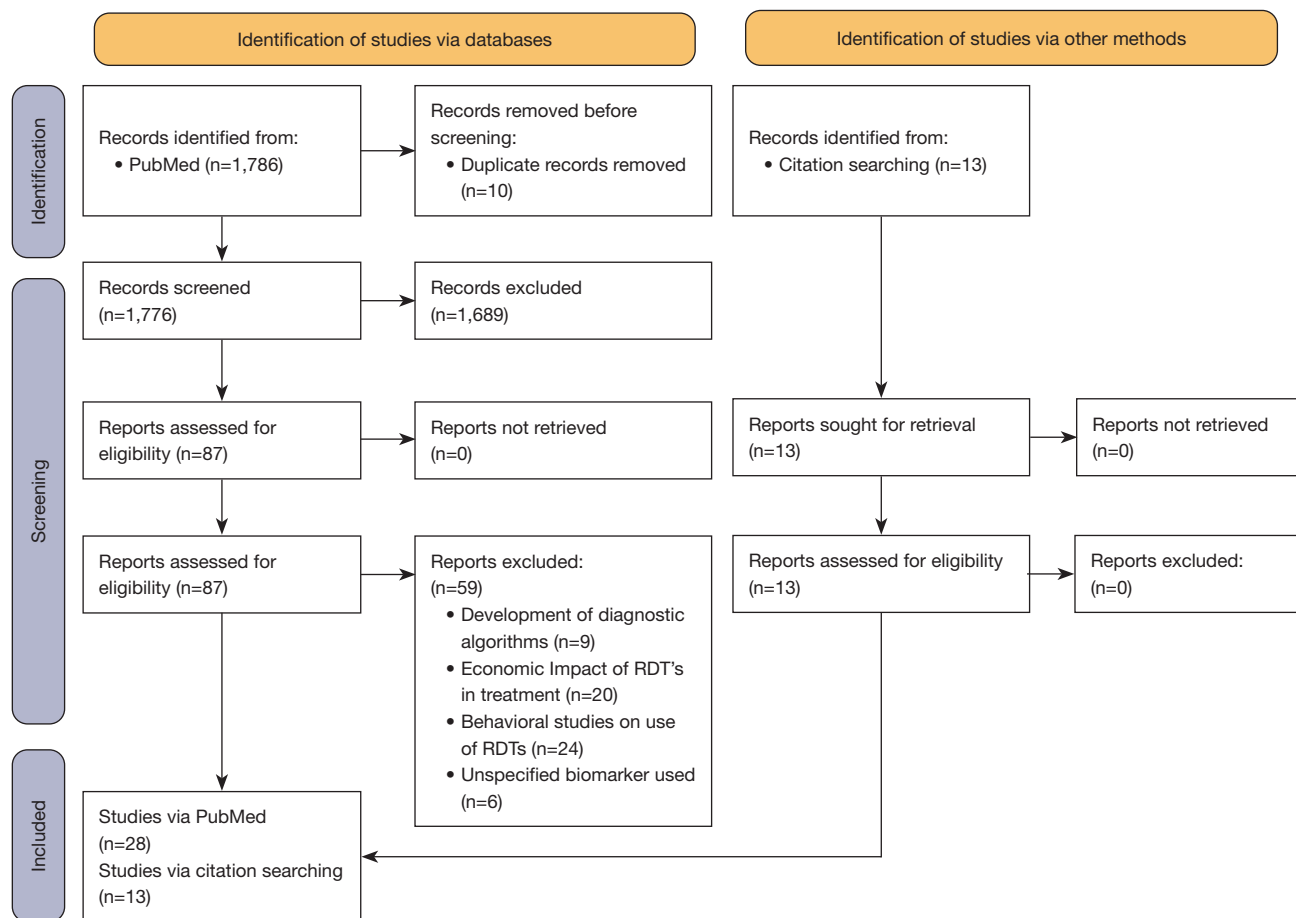 Identification of studies via databases
Identification of studies via other methods
Identification
Records identified from:
• PubMed (n=1,786)
Records removed before
screening:
• Duplicate records removed
(n=10)
Records identified from:
• Citation searching (n=13)
Screening
Records screened
(n=1,776)
Records excluded
(n=1,689)
Reports assessed for
eligibility (n=87)
Reports not retrieved
(n=0)
Reports sought for retrieval
(n=13)
Reports not retrieved
(n=0)
Reports assessed for
eligibility (n=87)
Reports excluded:
(n=59)
• Development of diagnostic
algorithms (n=9)
• Economic Impact of RDT's
in treatment (n=20)
• Behavioral studies on use
of RDTs (n=24)
• Unspecified biomarker used
(n=6)
Reports assessed for eligibility
(n=13)
Reports excluded:
(n=0)
Included
Studies via PubMed
(n=28)
Studies via citation searching
(n=13)